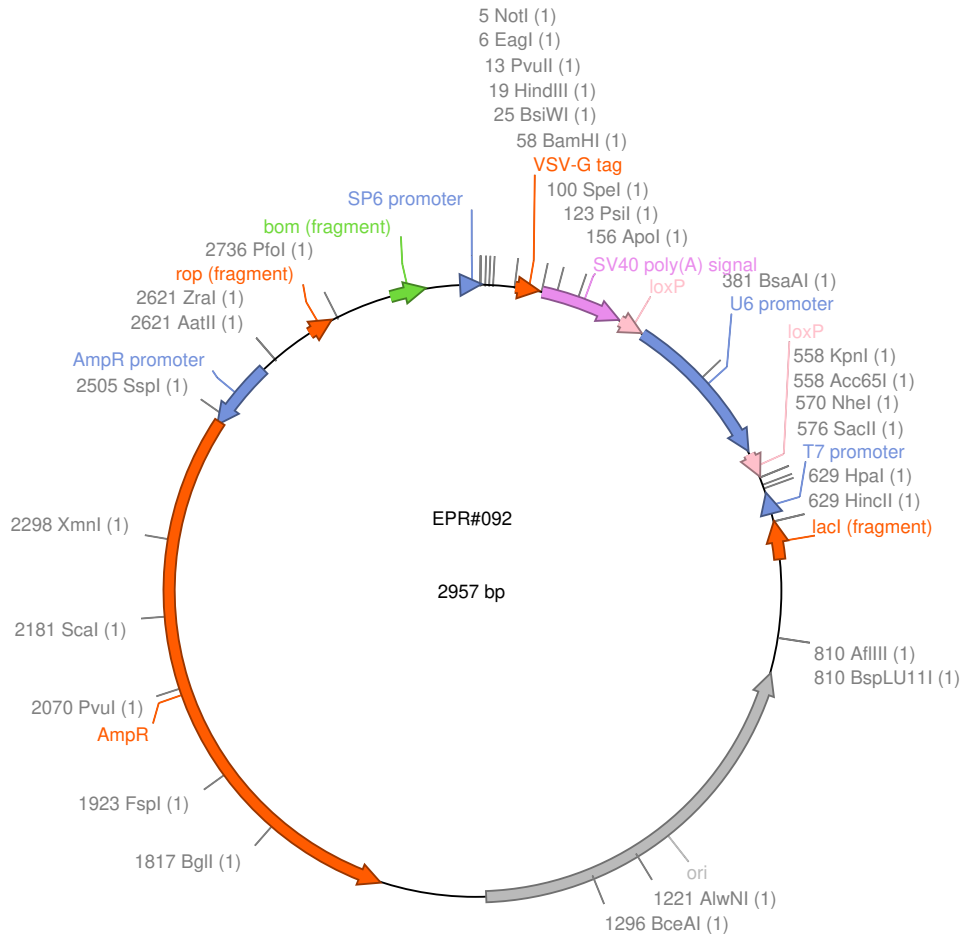 5 NotI (1)
6 EagI (1)
13 PvuII (1)
19 HindIII (1)
25 BsiWI (1)
58 BamHI (1)
VSV-G tag
100 SpeI (1)
123 PsiI (1)
156 ApoI (1)
SV40 poly(A) signal
loxP
381 BsaAI (1)
U6 promoter
loxP
558 KpnI (1)
558 Acc65I (1)
570 NheI (1)
576 SacII (1)
T7 promoter
629 HpaI (1)
629 HincII (1)
lacI (fragment)
810 AflIII (1)
810 BspLU11I (1)
ori
1221 AlwNI (1)
1296 BceAI (1)
1817 BglI (1)
1923 FspI (1)
AmpR
2070 PvuI (1)
2181 ScaI (1)
2298 XmnI (1)
2505 SspI (1)
AmpR promoter
2621 AatII (1)
2621 ZraI (1)
rop (fragment)
2736 PfoI (1)
bom (fragment)
SP6 promoter
EPR#092
2957 bp